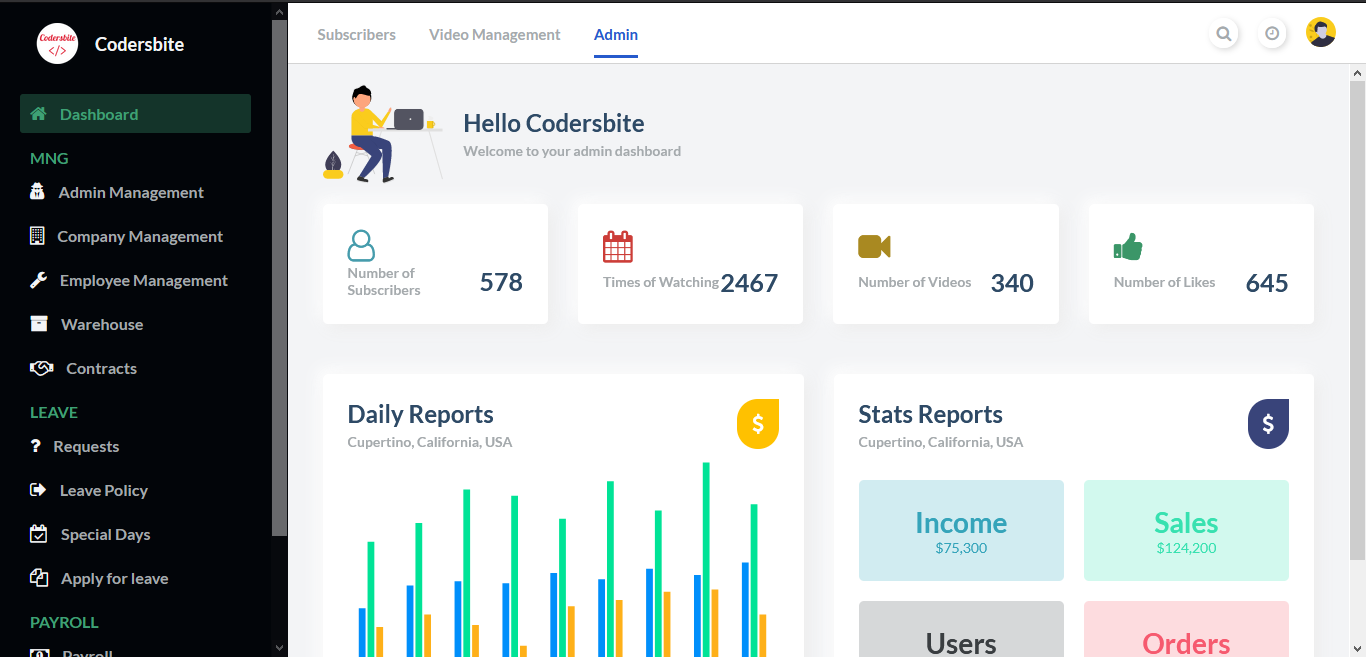 Codersbite
</>
Codersbite
Dashboard
MNG
Admin Management
Company Management
Employee Management
Warehouse
Contracts
LEAVE
? Requests
Leave Policy
Special Days
Apply for leave
PAYROLL
Payroll
Subscribers
Video Management
Admin
Hello Codersbite
Welcome to your admin dashboard
Number of
Subscribers
578
Times of Watching 2467
Number of Videos 340
Number of Likes 645
Daily Reports
Cupertino, California, USA
$
Stats Reports
Cupertino, California, USA
$
Income
$75,300
Sales
$124,200
Users
Orders